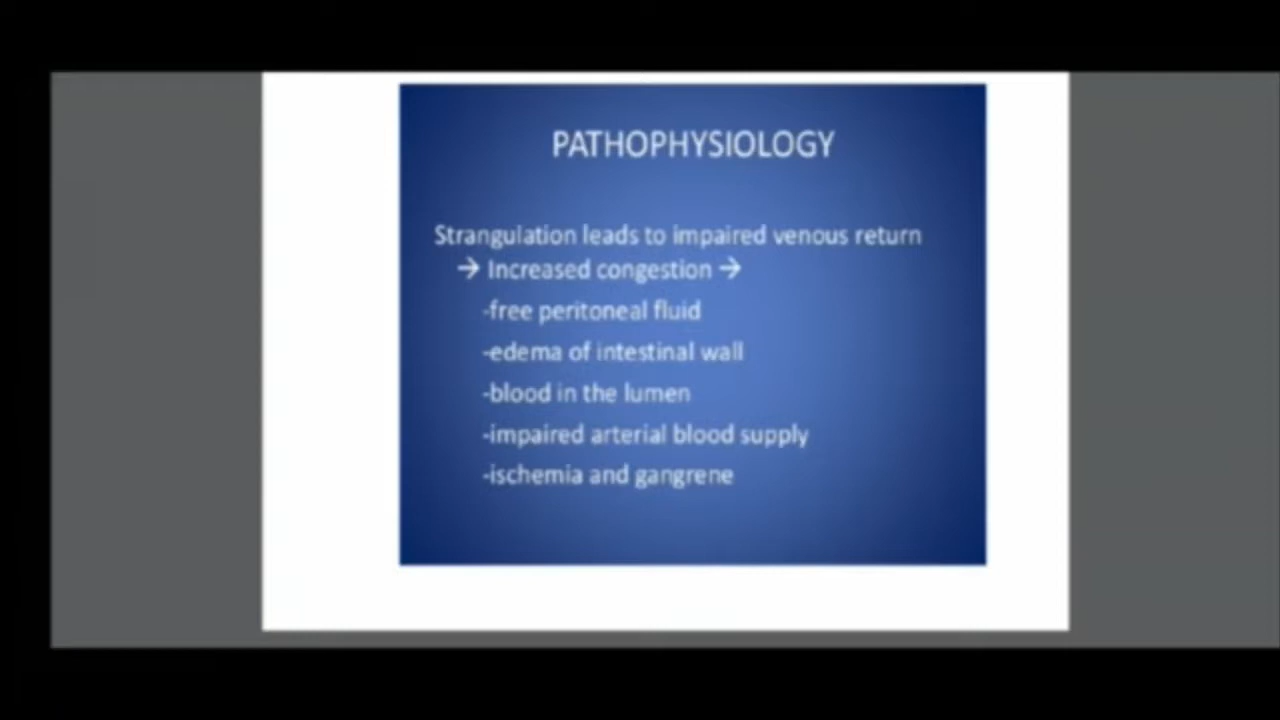 PATHOPHYSIOLOGY
Strangulation leads to impaired venous return
→ Increased congestion →
-free peritoneal fluid
-edema of intestinal wall
-blood in the lumen
-impaired arterial blood supply
-ischemia and gangrene